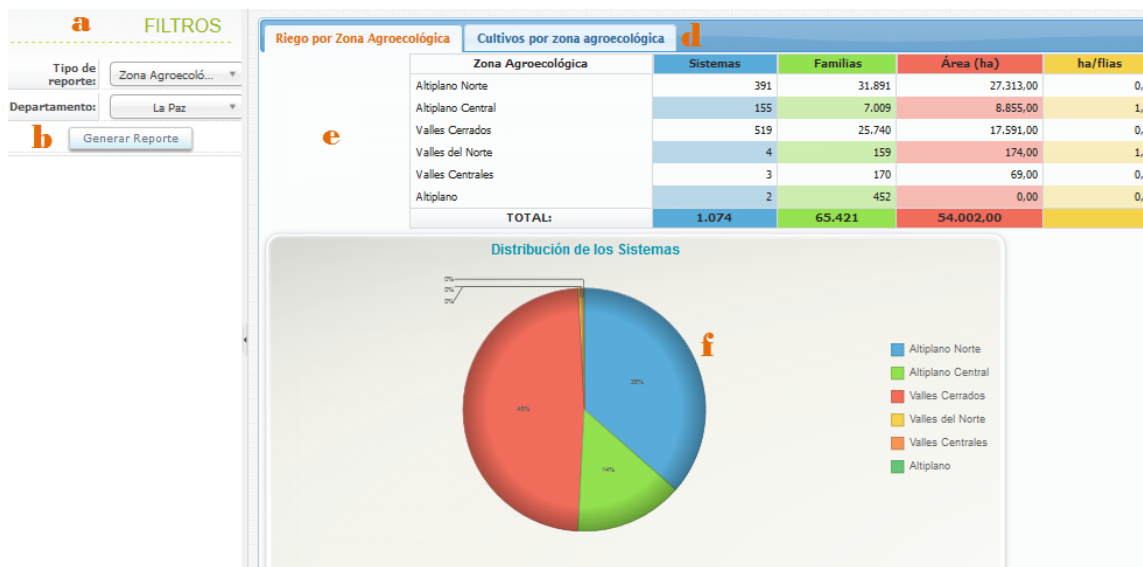 a FILTROS
Tipo de reporte: Zona Agroecoló...
Departamento: La Paz
b Generar Reporte
Riego por Zona Agroecológica Cultivos por zona agroecológica d
Zona Agroecológica Sistemas Familias Área (ha) ha/flias
Altiplano Norte 391 31.891 27.313,00 0,
Altiplano Central 155 7.009 8.855,00 1,
e
Valles Cerrados 519 25.740 17.591,00 0,
Valles del Norte 4 159 174,00 1,
Valles Centrales 3 170 69,00 0,
Altiplano 2 452 0,00 0,
TOTAL: 1.074 65.421 54.002,00
Distribución de los Sistemas
0%
0%
0%
f
48%
14%
Altiplano Norte
Altiplano Central
Valles Cerrados
Valles del Norte
Valles Centrales
Altiplano